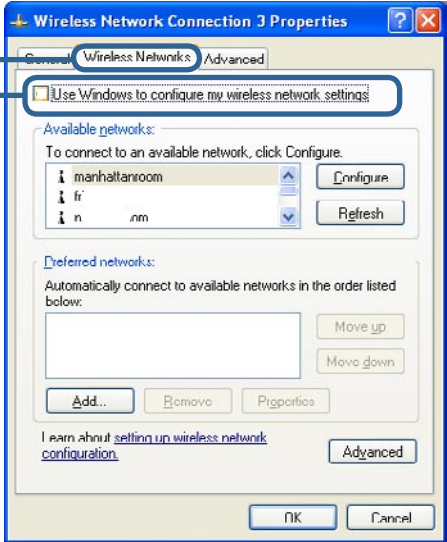 Wireless Network Connection 3 Properties
General Wireless Networks Advanced
Use Windows to configure my wireless network settings
Available networks:
To connect to an available network, click Configure.
manhattanroom
Configure
Refresh
Preferred networks:
Automatically connect to available networks in the order listed
below:
Move up
Move down
Add... Remove Properties
Learn about setting up wireless network
configuration.
Advanced
OK Cancel